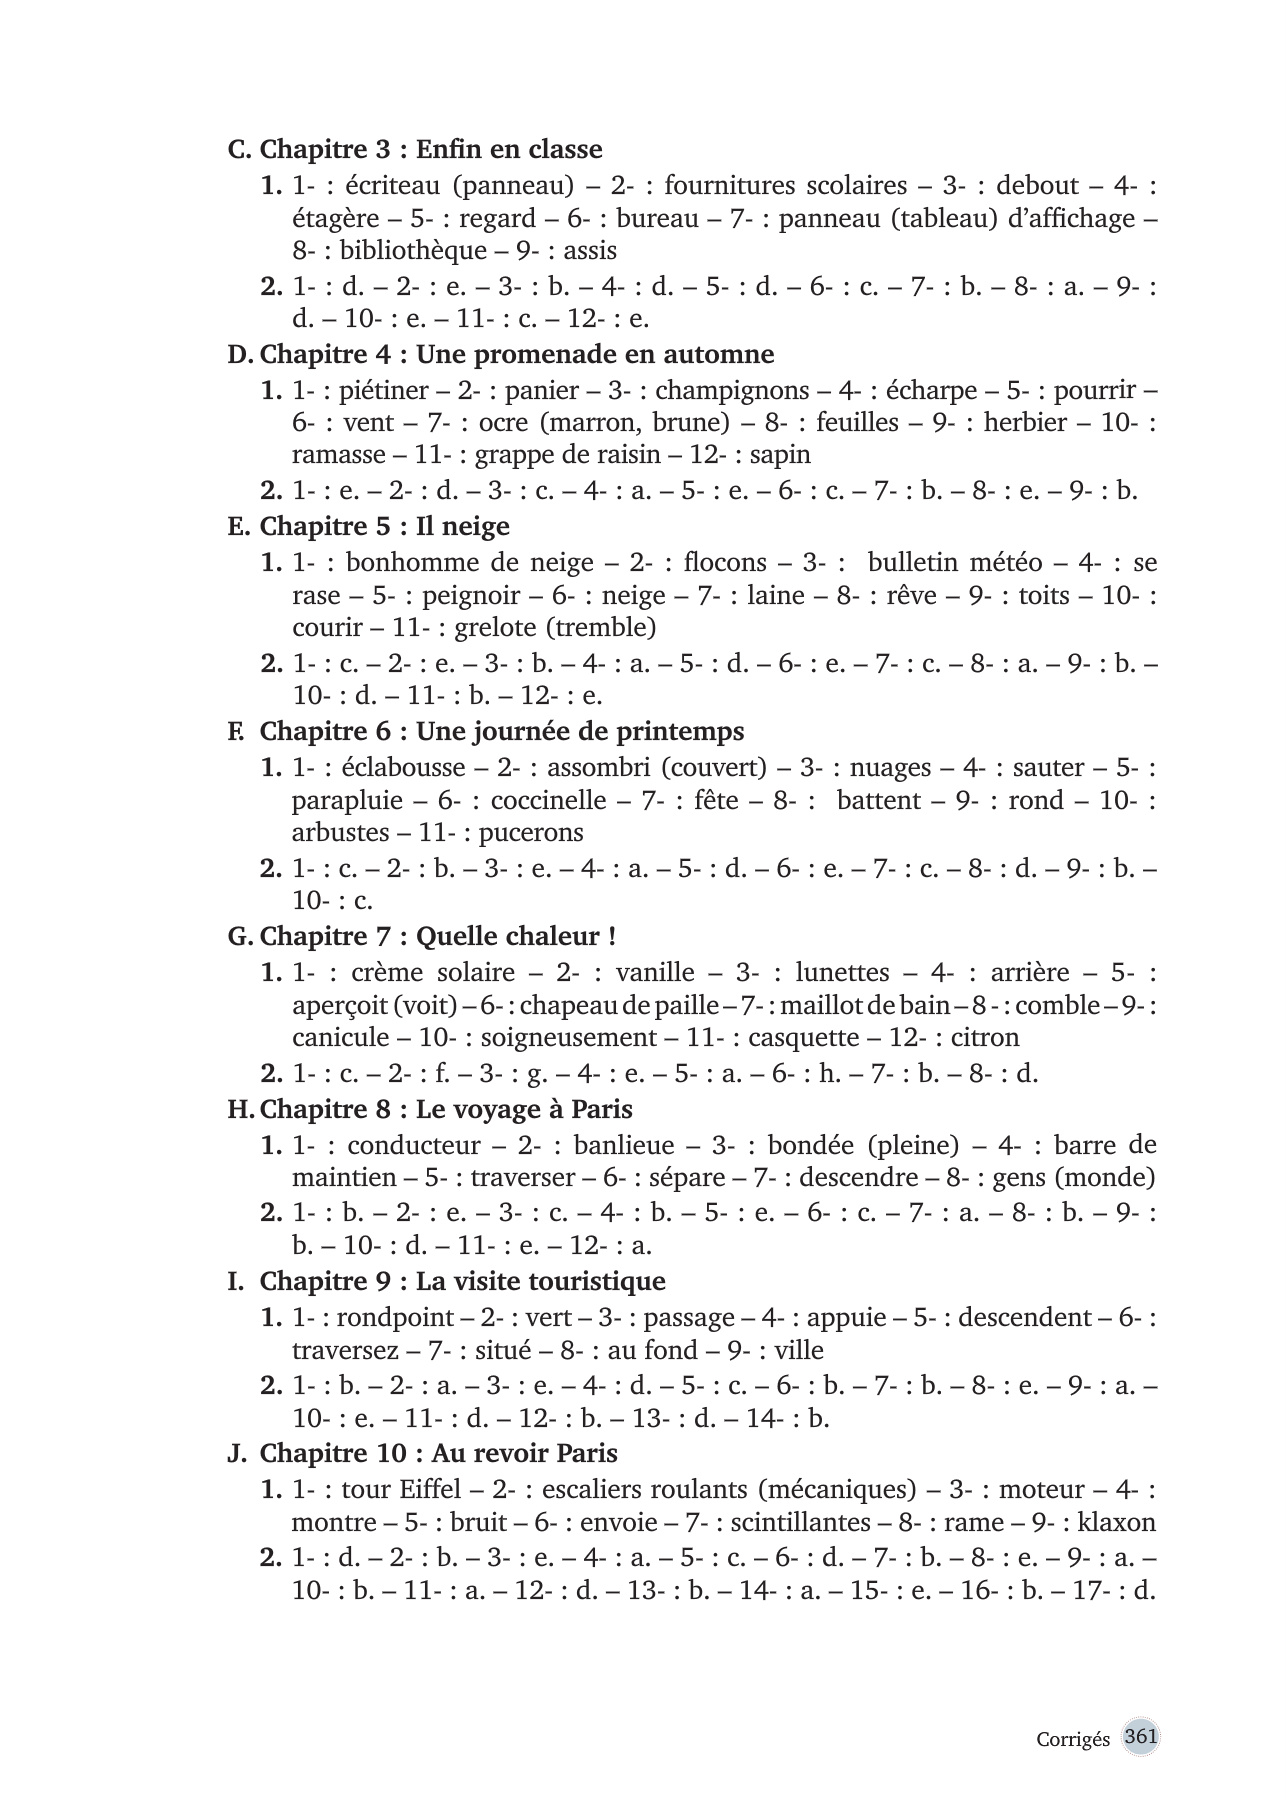 C. Chapitre 3 : Enfin en classe
1. 1- : écriteau (panneau) – 2- : fournitures scolaires – 3- : debout – 4- :
étagère – 5- : regard – 6- : bureau – 7- : panneau (tableau) d’affichage –
8- : bibliothèque – 9- : assis
2. 1- : d. – 2- : e. – 3- : b. – 4- : d. – 5- : d. – 6- : c. – 7- : b. – 8- : a. – 9- :
d. – 10- : e. – 11- : c. – 12- : e.
D. Chapitre 4 : Une promenade en automne
1. 1- : piétiner – 2- : panier – 3- : champignons – 4- : écharpe – 5- : pourrir –
6- : vent – 7- : ocre (marron, brune) – 8- : feuilles – 9- : herbier – 10- :
ramasse – 11- : grappe de raisin – 12- : sapin
2. 1- : e. – 2- : d. – 3- : c. – 4- : a. – 5- : e. – 6- : c. – 7- : b. – 8- : e. – 9- : b.
E. Chapitre 5 : Il neige
1. 1- : bonhomme de neige – 2- : flocons – 3- : bulletin météo – 4- : se
rase – 5- : peignoir – 6- : neige – 7- : laine – 8- : rêve – 9- : toits – 10- :
courir – 11- : grelote (tremble)
2. 1- : c. – 2- : e. – 3- : b. – 4- : a. – 5- : d. – 6- : e. – 7- : c. – 8- : a. – 9- : b. –
10- : d. – 11- : b. – 12- : e.
F. Chapitre 6 : Une journée de printemps
1. 1- : éclabousse – 2- : assombri (couvert) – 3- : nuages – 4- : sauter – 5- :
parapluie – 6- : coccinelle – 7- : fête – 8- : battent – 9- : rond – 10- :
arbustes – 11- : pucerons
2. 1- : c. – 2- : b. – 3- : e. – 4- : a. – 5- : d. – 6- : e. – 7- : c. – 8- : d. – 9- : b. –
10- : c.
G. Chapitre 7 : Quelle chaleur !
1. 1- : crème solaire – 2- : vanille – 3- : lunettes – 4- : arrière – 5- :
aperçoit (voit) – 6- : chapeau de paille – 7- : maillot de bain – 8 - : comble – 9- :
canicule – 10- : soigneusement – 11- : casquette – 12- : citron
2. 1- : c. – 2- : f. – 3- : g. – 4- : e. – 5- : a. – 6- : h. – 7- : b. – 8- : d.
H. Chapitre 8 : Le voyage à Paris
1. 1- : conducteur – 2- : banlieue – 3- : bondée (pleine) – 4- : barre de
maintien – 5- : traverser – 6- : sépare – 7- : descendre – 8- : gens (monde)
2. 1- : b. – 2- : e. – 3- : c. – 4- : b. – 5- : e. – 6- : c. – 7- : a. – 8- : b. – 9- :
b. – 10- : d. – 11- : e. – 12- : a.
I. Chapitre 9 : La visite touristique
1. 1- : rondpoint – 2- : vert – 3- : passage – 4- : appuie – 5- : descendent – 6- :
traversez – 7- : situé – 8- : au fond – 9- : ville
2. 1- : b. – 2- : a. – 3- : e. – 4- : d. – 5- : c. – 6- : b. – 7- : b. – 8- : e. – 9- : a. –
10- : e. – 11- : d. – 12- : b. – 13- : d. – 14- : b.
J. Chapitre 10 : Au revoir Paris
1. 1- : tour Eiffel – 2- : escaliers roulants (mécaniques) – 3- : moteur – 4- :
montre – 5- : bruit – 6- : envoie – 7- : scintillantes – 8- : rame – 9- : klaxon
2. 1- : d. – 2- : b. – 3- : e. – 4- : a. – 5- : c. – 6- : d. – 7- : b. – 8- : e. – 9- : a. –
10- : b. – 11- : a. – 12- : d. – 13- : b. – 14- : a. – 15- : e. – 16- : b. – 17- : d.
Corrigés 361